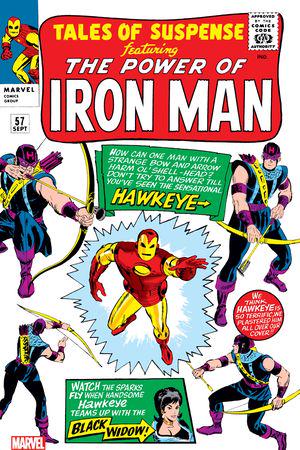 TALES OF SUSPENSE
featuring
THE POWER OF
IRON MAN
APPROVED
BY THE
COMICS
CODE
AUTHORITY
IND.
MARVEL
COMICS
GROUP
57
SEPT
HOW CAN ONE MAN WITH A
STRANGE BOW AND ARROW
HARM OL' SHELL-HEAD?
DON'T TRY TO ANSWER TILL
YOU'VE SEEN THE SENSATIONAL
HAWKEYE
WE
THINK
HAWKEYE IS
SO TERRIFIC, WE
PLASTERED HIM
ALL OVER OUR
COVER!
WATCH THE SPARKS
FLY WHEN HANDSOME
HAWKEYE
TEAMS UP WITH THE
BLACK WIDOW!
MARVEL